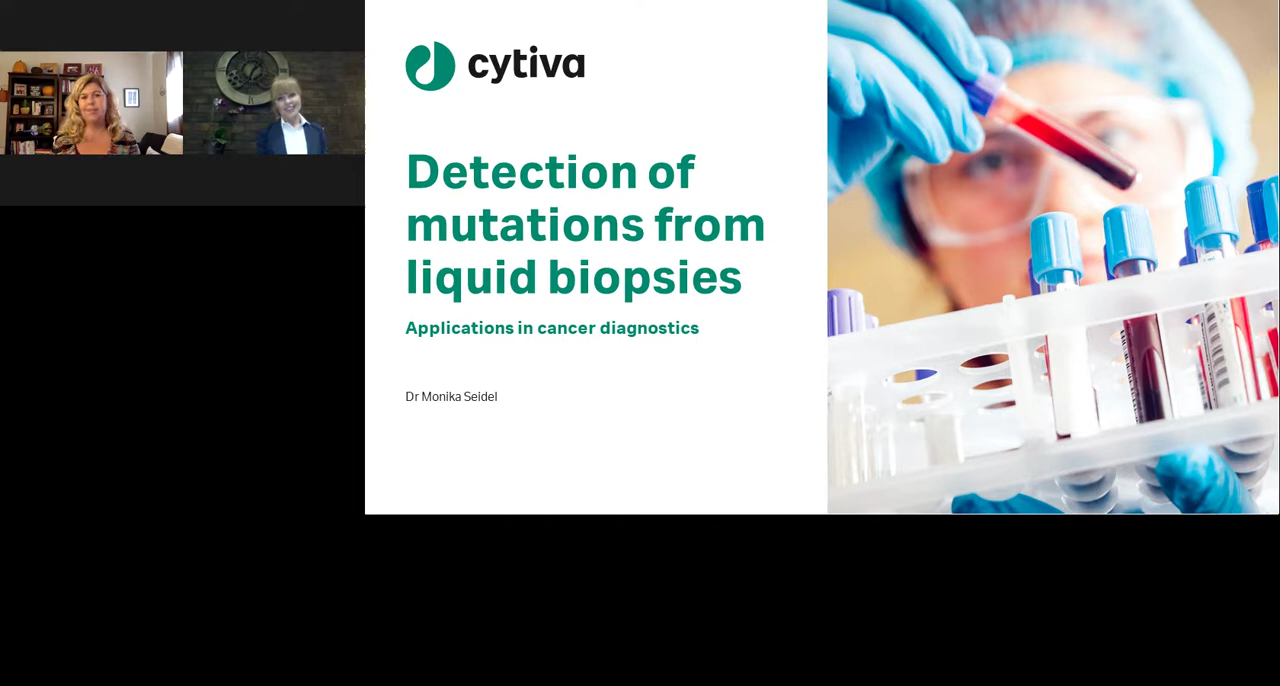 cytiva
Detection of
mutations from
liquid biopsies
Applications in cancer diagnostics
Dr Monika Seidel